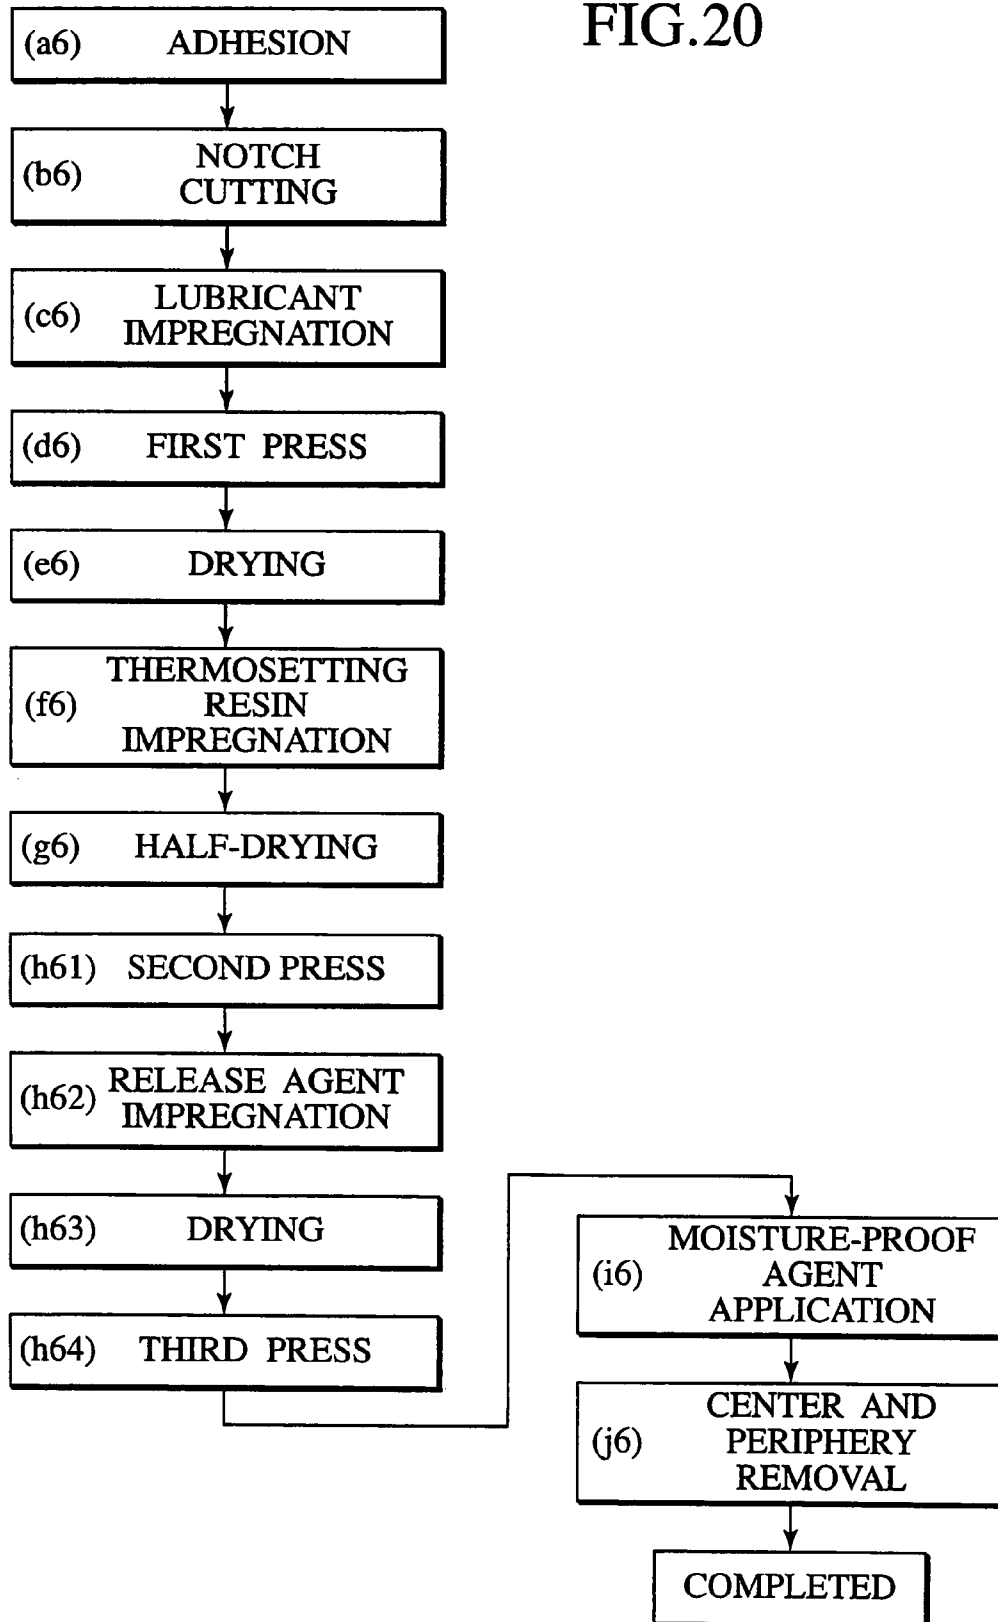 FIG.20
(a6) ADHESION
(b6) NOTCH
CUTTING
(c6) LUBRICANT
IMPREGNATION
(d6) FIRST PRESS
(e6) DRYING
(f6) THERMOSETTING
RESIN
IMPREGNATION
(g6) HALF-DRYING
(h61) SECOND PRESS
(h62) RELEASE AGENT
IMPREGNATION
(h63) DRYING
(h64) THIRD PRESS
(i6) MOISTURE-PROOF
AGENT
APPLICATION
(j6) CENTER AND
PERIPHERY
REMOVAL
COMPLETED